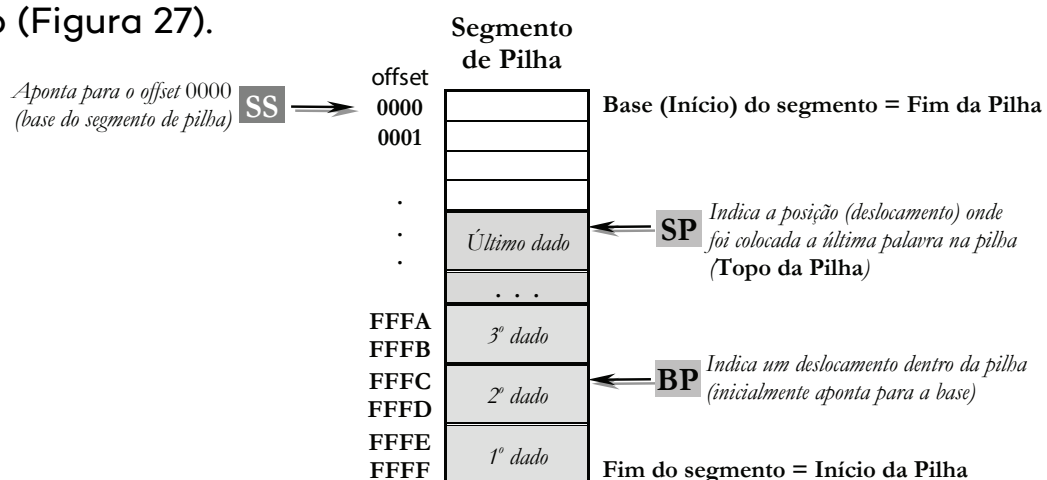 o (Figura 27).
Segmento
de Pilha
offset
Aponta para o offset 0000
(base do segmento de pilha)
SS
0000
Base (Início) do segmento = Fim da Pilha
0001
.
.
.
Último dado
SP
Indica a posição (deslocamento) onde
foi colocada a última palavra na pilha
(Topo da Pilha)
. . .
FFFA
FFFB
3º dado
FFFC
FFFD
2º dado
BP
Indica um deslocamento dentro da pilha
(inicialmente aponta para a base)
FFFE
FFFF
1º dado
Fim do segmento = Início da Pilha